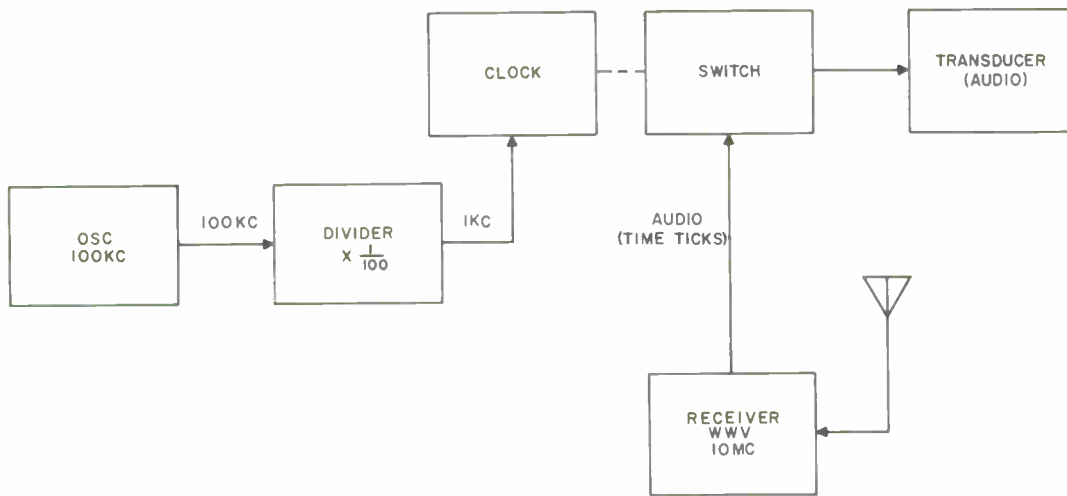 CLOCK
SWITCH
TRANSDUCER
(AUDIO)
OSC
100KC
100KC
DIVIDER
X 1/100
1KC
AUDIO
(TIME TICKS)
RECEIVER
WWV
10MC